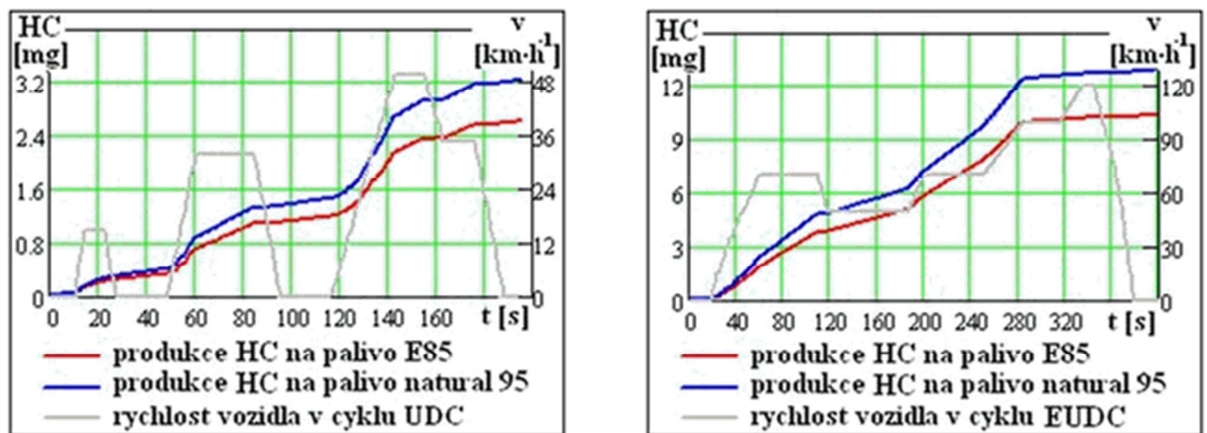 HC
[mg]
v
[km·h⁻¹]
3.2
2.4
1.6
0.8
0
48
36
24
12
0
0 20 40 60 80 100 120 140 160 t [s]
produkce HC na palivo E85
produkce HC na palivo natural 95
rychlost vozidla v cyklu UDC
HC
[mg]
v
[km·h⁻¹]
12
9
6
3
0
120
90
60
30
0
0 40 80 120 160 200 240 280 320 t [s]
produkce HC na palivo E85
produkce HC na palivo natural 95
rychlost vozidla v cyklu EUDC